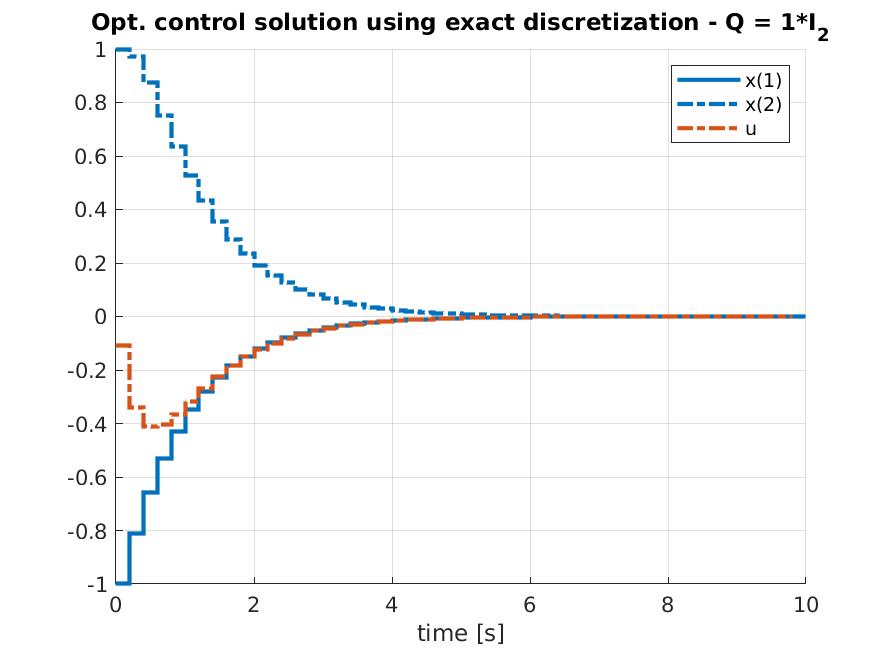 Opt. control solution using exact discretization - Q = 1*I₂
1
0.8
0.6
0.4
0.2
0
-0.2
-0.4
-0.6
-0.8
-1
x(1)
x(2)
u
0 2 4 6 8 10
time [s]